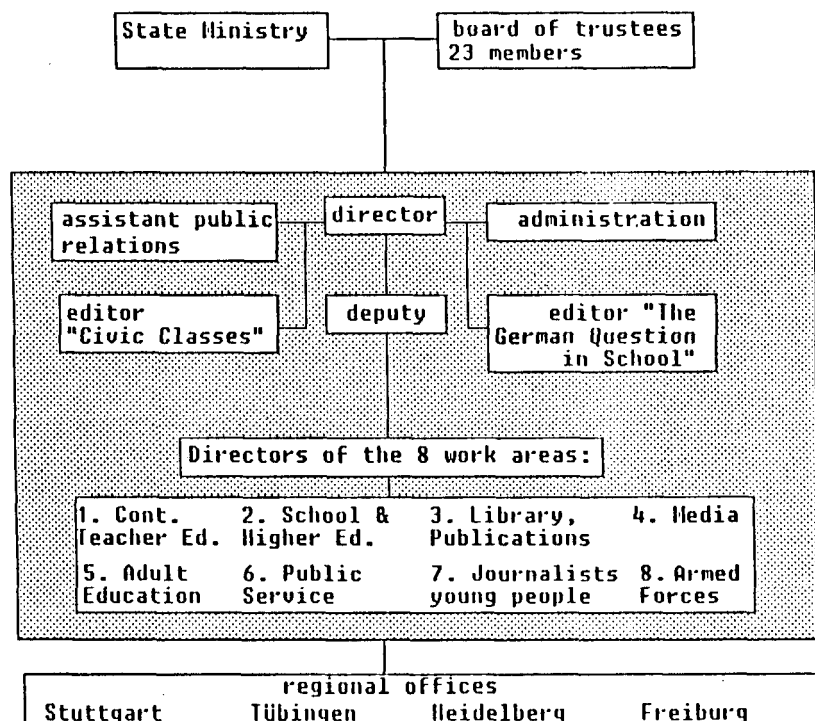 State Ministry
board of trustees
23 members
assistant public
relations
director
administration
editor
"Civic Classes"
deputy
editor "The
German Question
in School"
Directors of the 8 work areas:
1. Cont.
Teacher Ed.
2. School &
Higher Ed.
3. Library,
Publications
4. Media
5. Adult
Education
6. Public
Service
7. Journalists
young people
8. Armed
Forces
regional offices
Stuttgart Tübingen Heidelberg Freiburg